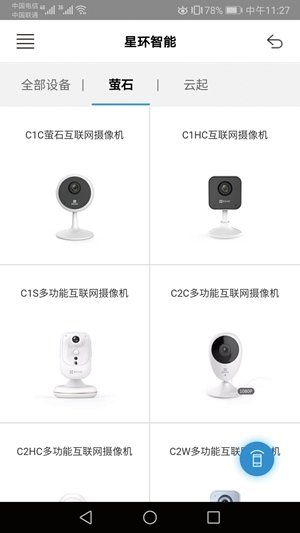 中国电信
中国联通
78%
中午11:27
星环智能
全部设备
萤石
云起
C1C萤石互联网摄像机
C1HC互联网摄像机
C1S多功能互联网摄像机
C2C多功能互联网摄像机
1080P
C2HC多功能互联网摄像机
C2W多功能互联网摄